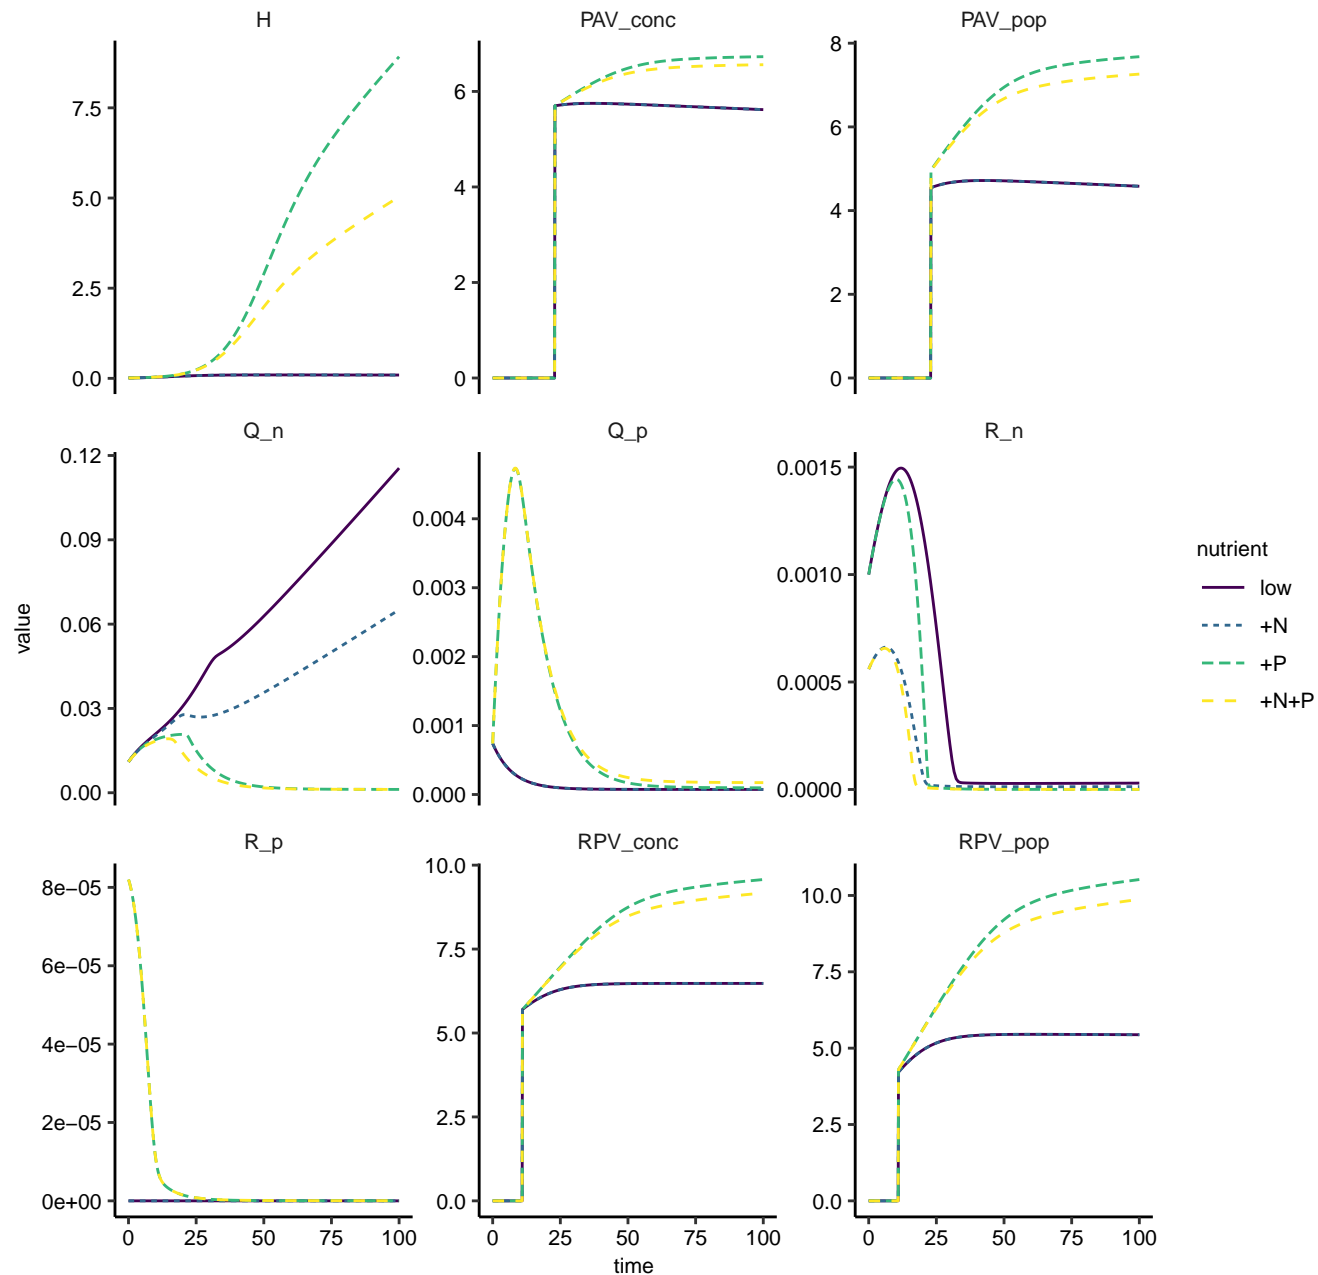 H
PAV_conc
PAV_pop
7.5
5.0
2.5
0.0
6
4
2
0
8
6
4
2
0
Q_n
Q_p
R_n
0.12
0.09
0.06
0.03
0.00
0.004
0.003
0.002
0.001
0.000
0.0015
0.0010
0.0005
0.0000
value
nutrient
low
+N
+P
+N+P
R_p
RPV_conc
RPV_pop
8e−05
6e−05
4e−05
2e−05
0e+00
10.0
7.5
5.0
2.5
0.0
10.0
7.5
5.0
2.5
0.0
0 25 50 75 100
0 25 50 75 100
0 25 50 75 100
time